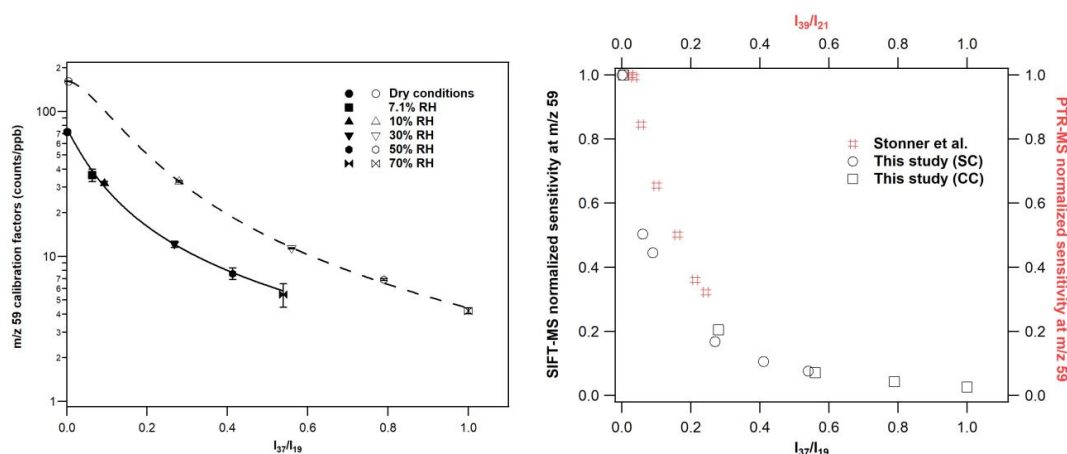 m/z 59 calibration factors (counts/ppb)
2
100
7
6
5
4
3
2
10
7
6
5
4
3
2
1
0.0 0.2 0.4 0.6 0.8 1.0
I37/I19
Dry conditions
7.1% RH
10% RH
30% RH
50% RH
70% RH
I39/I21
0.0 0.2 0.4 0.6 0.8 1.0
SIFT-MS normalized sensitivity at m/z 59
1.0
0.8
0.6
0.4
0.2
0.0
Stonner et al.
This study (SC)
This study (CC)
1.0
0.8
0.6
0.4
0.2
0.0
PTR-MS normalized sensitivity at m/z 59
0.0 0.2 0.4 0.6 0.8 1.0
I37/I19